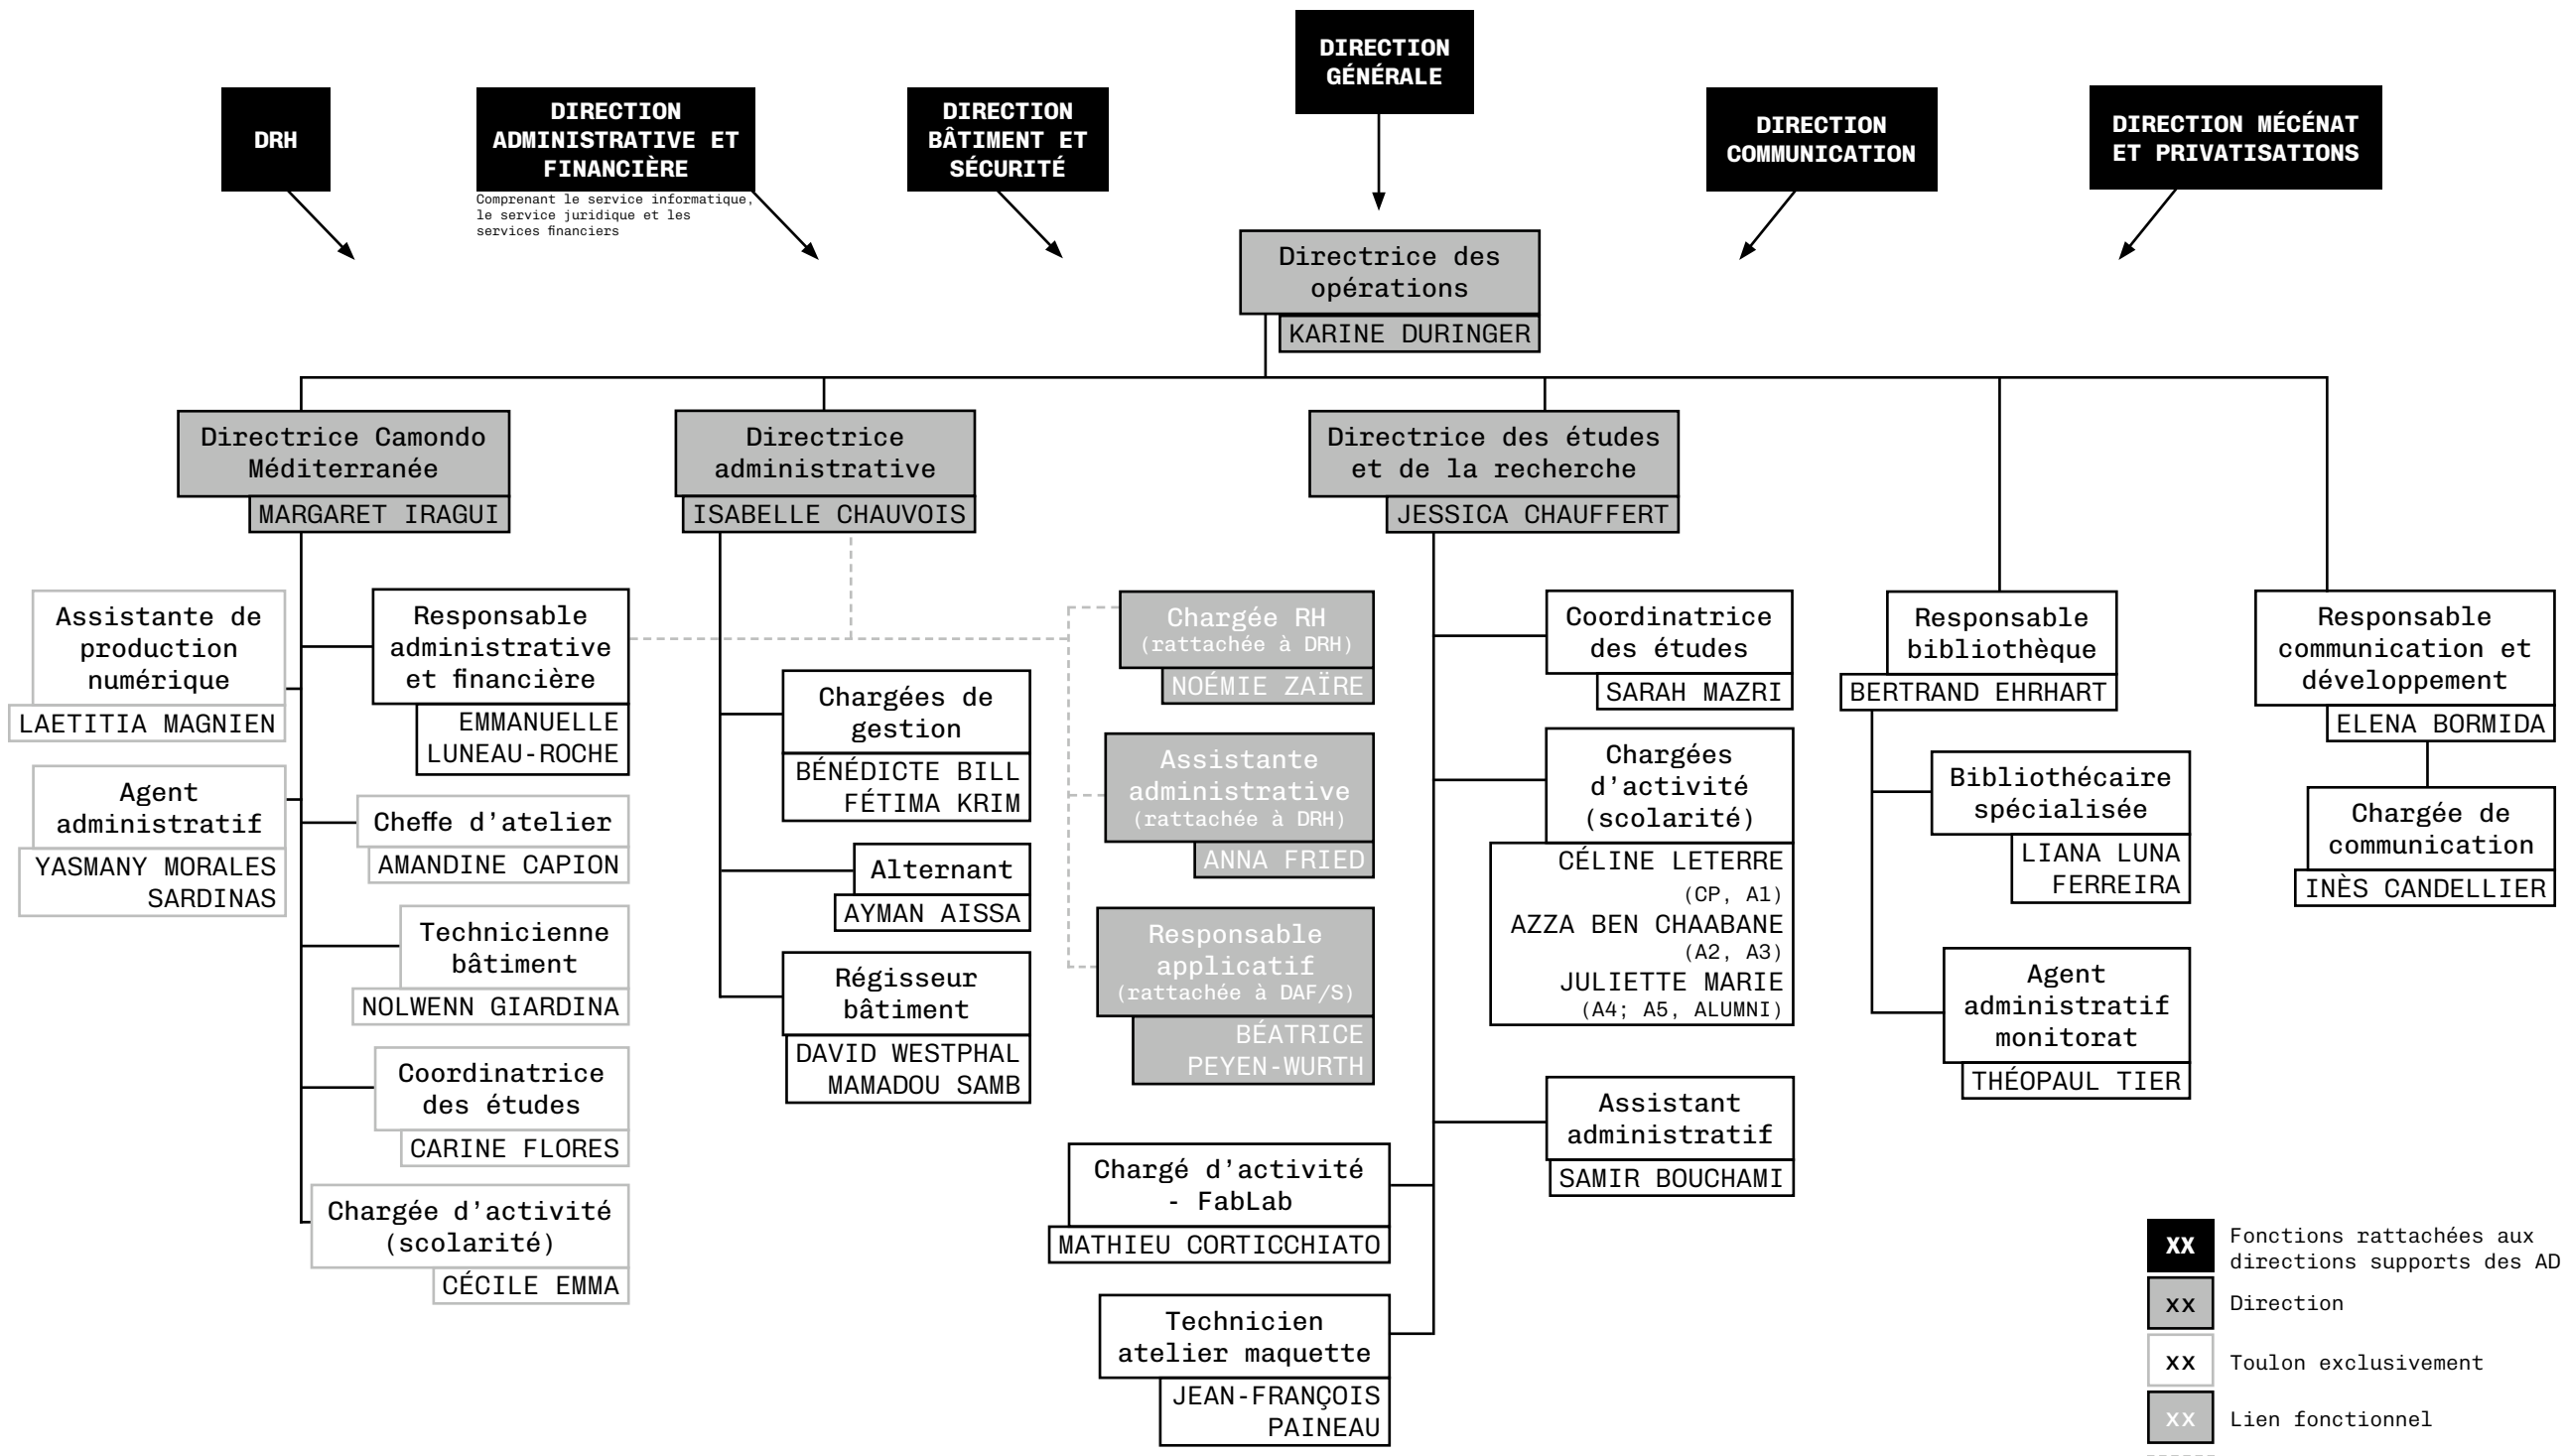 DIRECTION
GÉNÉRALE
DRH
DIRECTION
ADMINISTRATIVE ET
FINANCIÈRE
Comprenant le service informatique,
le service juridique et les
services financiers
DIRECTION
BÂTIMENT ET
SÉCURITÉ
DIRECTION
COMMUNICATION
DIRECTION MÉCÉNAT
ET PRIVATISATIONS
Directrice des
opérations
KARINE DURINGER
Directrice Camondo
Méditerranée
MARGARET IRAGUI
Directrice
administrative
ISABELLE CHAUVOIS
Directrice des études
et de la recherche
JESSICA CHAUFFERT
Assistante de
production
numérique
LAETITIA MAGNIEN
Agent
administratif
YASMANY MORALES
SARDINAS
Responsable
administrative
et financière
EMMANUELLE
LUNEAU-ROCHE
Cheffe d’atelier
AMANDINE CAPION
Technicienne
bâtiment
NOLWENN GIARDINA
Coordinatrice
des études
CARINE FLORES
Chargée d’activité
(scolarité)
CÉCILE EMMA
Chargées de
gestion
BÉNÉDICTE BILL
FÉTIMA KRIM
Alternant
AYMAN AISSA
Régisseur
bâtiment
DAVID WESTPHAL
MAMADOU SAMB
Chargée RH
(rattachée à DRH)
NOÉMIE ZAÏRE
Assistante
administrative
(rattachée à DRH)
ANNA FRIED
Responsable
applicatif
(rattachée à DAF/S)
BÉATRICE
PEYEN-WURTH
Chargé d’activité
- FabLab
MATHIEU CORTICCHIATO
Technicien
atelier maquette
JEAN-FRANÇOIS
PAINEAU
Coordinatrice
des études
SARAH MAZRI
Chargées
d’activité
(scolarité)
CÉLINE LETERRE
(CP, A1)
AZZA BEN CHAABANE
(A2, A3)
JULIETTE MARIE
(A4; A5, ALUMNI)
Assistant
administratif
SAMIR BOUCHAMI
Responsable
bibliothèque
BERTRAND EHRHART
Bibliothécaire
spécialisée
LIANA LUNA
FERREIRA
Agent
administratif
monitorat
THÉOPAUL TIER
Responsable
communication et
développement
ELENA BORMIDA
Chargée de
communication
INÈS CANDELLIER
XX
Fonctions rattachées aux
directions supports des AD
xx
Direction
xx
Toulon exclusivement
xx
Lien fonctionnel